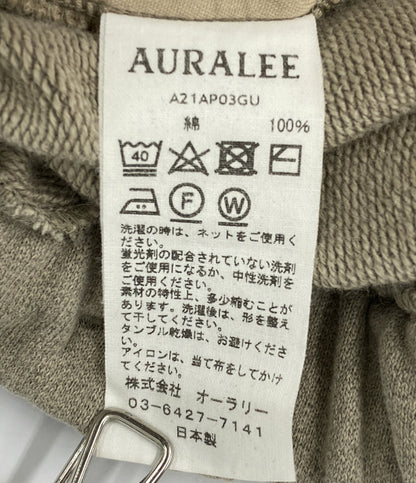 AURALEE
A21AP03GU
綿 100%
40
F W
洗濯の時は、ネットをご使用く
ださい。
蛍光剤の配合されていない洗剤
をご使用になるか、中性洗剤を
ご使用ください。
素材の特性上、多少縮むことが
あります。洗濯後は、形を整え
て干してください。
タンブル乾燥は、お避けくださ
い。
アイロンは、当て布をしてかけ
てください。
株式会社 オーラリー
03-6427-7141
日本製